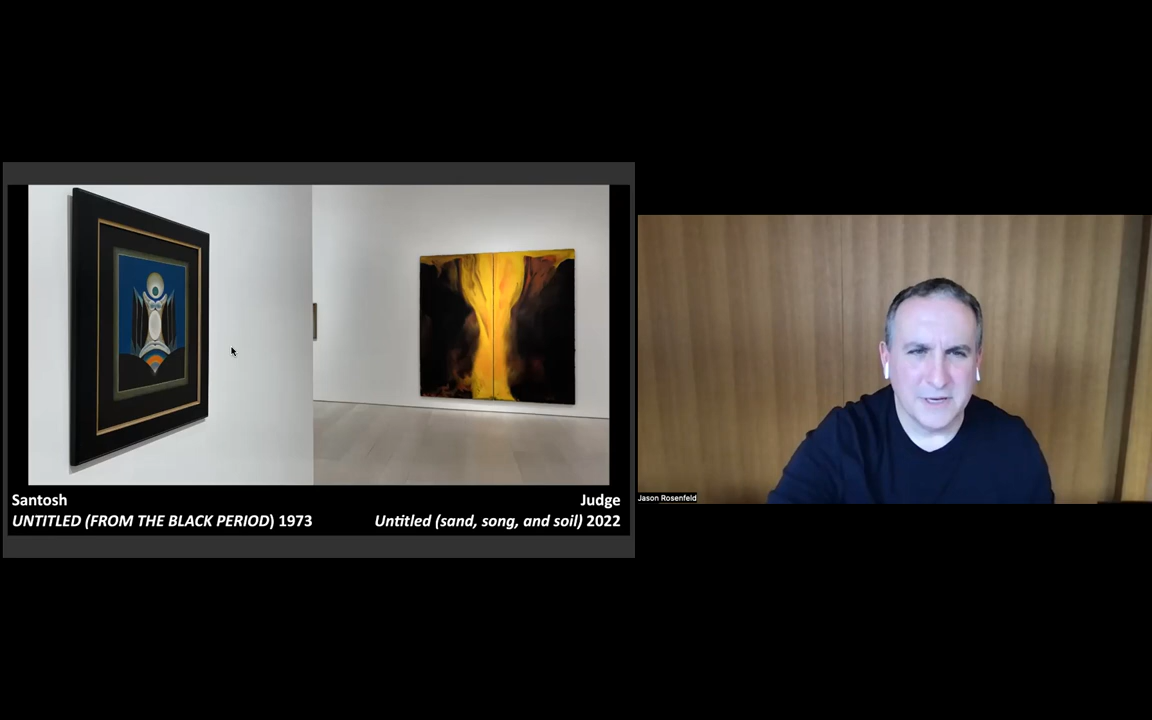 Santosh
UNTITLED (FROM THE BLACK PERIOD) 1973
Judge
Untitled (sand, song, and soil) 2022
Jason Rosenfeld